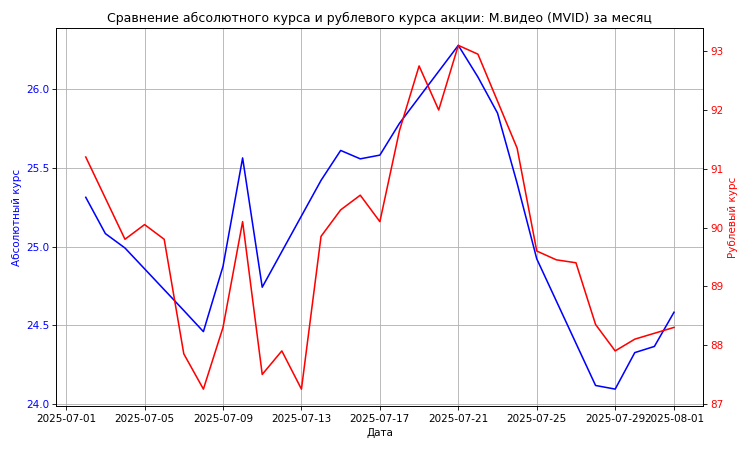 Сравнение абсолютного курса и рублевого курса акции: М.видео (MVID) за месяц
Абсолютный курс
26.0
25.5
25.0
24.5
24.0
93
92
91
90
89
88
87
Рублевый курс
2025-07-01 2025-07-05 2025-07-09 2025-07-13 2025-07-17 2025-07-21 2025-07-25 2025-07-29 2025-08-01
Дата